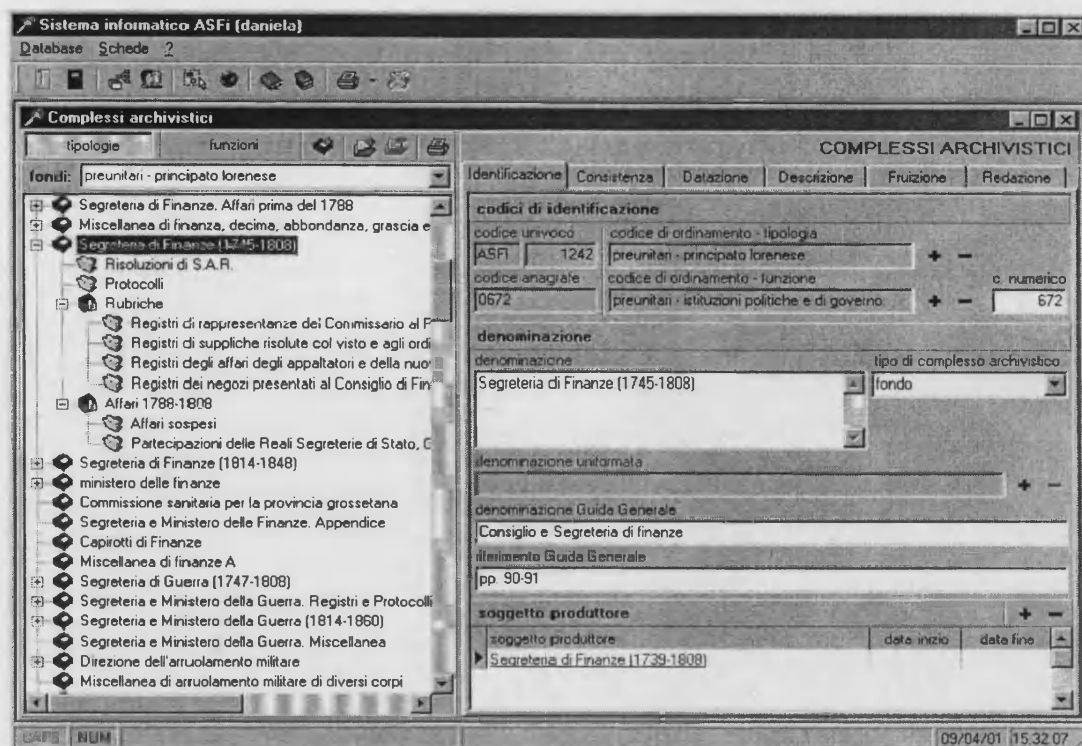 Sistema informatico ASFi (daniela)
Database Schede ?
Complessi archivistici
tipologie funzioni
fondi: preunitari - principato lorenese
Segreteria di Finanze. Affari prima del 1788
Miscellanea di finanza, decima, abbondanza, grascia e
Segreteria di Finanze (1745-1808)
Risoluzioni di S.A.R.
Protocolli
Rubriche
Registri di rappresentanze del Commissario al P
Registri di suppliche risolute col visto e agli ordi
Registri degli affari degli appaltatori e della nuo
Registri dei negozi presentati al Consiglio di Fin
Affari 1788-1808
Affari sospesi
Partecipazioni delle Reali Segreterie di Stato, G
Segreteria di Finanze (1814-1848)
ministero delle finanze
Commissione sanitaria per la provincia grossetana
Segreteria e Ministero delle Finanze. Appendice
Capirotti di Finanze
Miscellanea di finanze A
Segreteria di Guerra (1747-1808)
Segreteria e Ministero della Guerra. Registri e Protocolli
Segreteria e Ministero della Guerra (1814-1860)
Segreteria e Ministero della Guerra. Miscellanea
Direzione dell'arruolamento militare
Miscellanea di arruolamento militare di diversi corpi
COMPLESSI ARCHIVISTICI
Identificazione Consistenza Datazione Descrizione Fruizione Redazione
codici di identificazione
codice univoco codice di ordinamento - tipologia
ASFI 1242 preunitari - principato lorenese + -
codice anagrafe codice di ordinamento - funzione c. numerico
0672 preunitari - istituzioni politiche e di governo + - 672
denominazione
denominazione tipo di complesso archivistico
Segreteria di Finanze (1745-1808) fondo
denominazione uniformata
+ -
denominazione Guida Generale
Consiglio e Segreteria di finanze
riferimento Guida Generale
pp. 90-91
soggetto produttore + -
soggetto produttore data inizio data fine
Segreteria di Finanze (1739-1808)
CAPS NUM 09/04/01 15.32.07